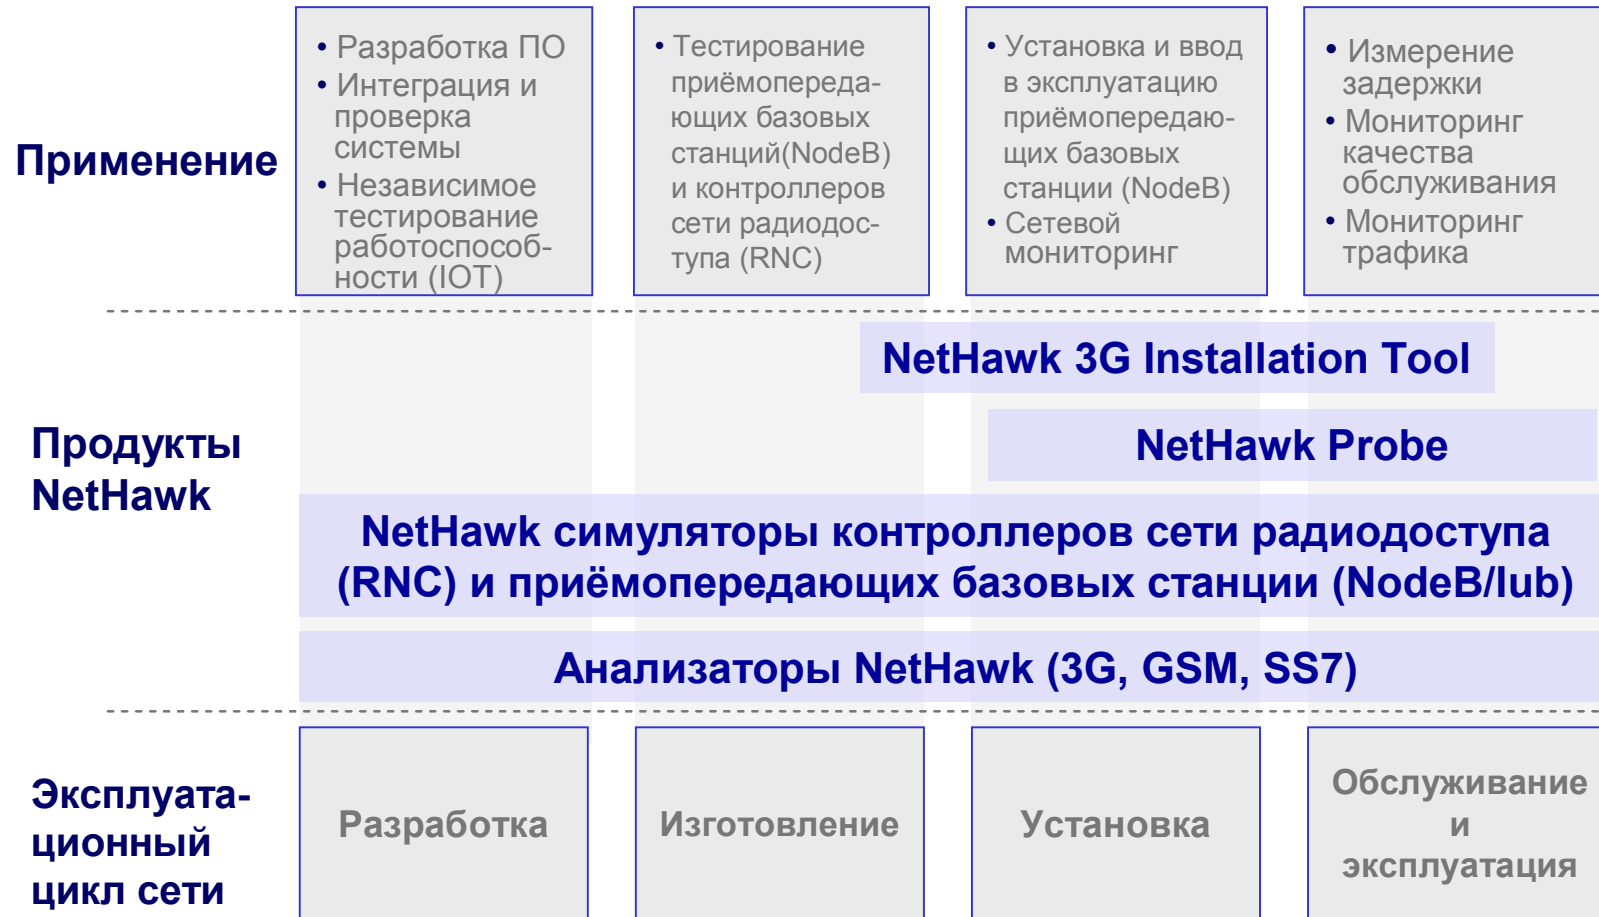 Применение
• Разработка ПО
• Интеграция и
проверка
системы
• Независимое
тестирование
работоспособ-
ности (IOT)
• Тестирование
приёмопереда-
ющих базовых
станций(NodeB)
и контроллеров
сети радиодос-
тупа (RNC)
• Установка и ввод
в эксплуатацию
приёмопередаю-
щих базовых
станции (NodeB)
• Сетевой
мониторинг
• Измерение
задержки
• Мониторинг
качества
обслуживания
• Мониторинг
трафика
Продукты
NetHawk
NetHawk 3G Installation Tool
NetHawk Probe
NetHawk симуляторы контроллеров сети радиодоступа
(RNC) и приёмопередающих базовых станции (NodeB/Iub)
Анализаторы NetHawk (3G, GSM, SS7)
Эксплуата-
ционный
цикл сети
Разработка
Изготовление
Установка
Обслуживание
и
эксплуатация